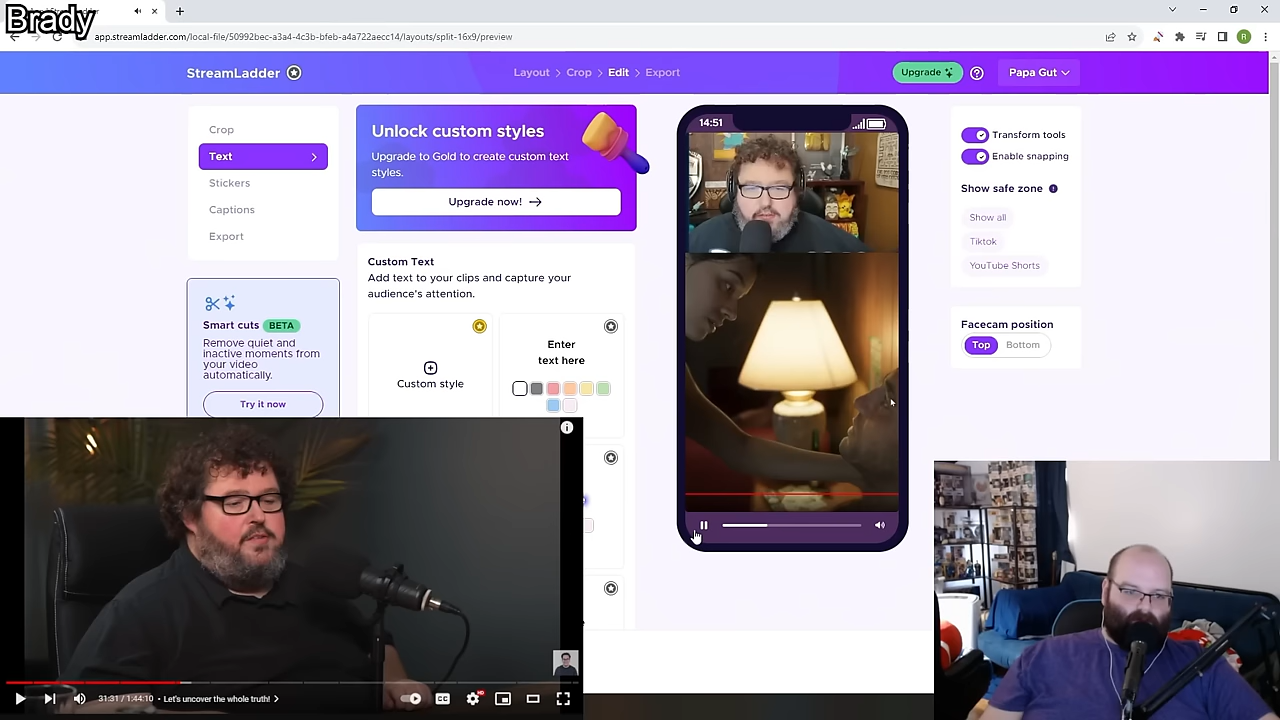 Brady
app.streamladder.com/local-file/50992bec-a3a4-4c3b-bfeb-a4a722aecc14/layouts/split-16x9/preview
StreamLadder
Layout > Crop > Edit > Export
Upgrade
Papa Gut
Crop
Text
Stickers
Captions
Export
Unlock custom styles
Upgrade to Gold to create custom text
styles.
Upgrade now!
Custom Text
Add text to your clips and capture your
audience's attention.
Custom style
Enter
text here
Smart cuts BETA
Remove quiet and
inactive moments from
your video
automatically.
Try it now
14:51
Transform tools
Enable snapping
Show safe zone
Show all
Tiktok
YouTube Shorts
Facecam position
Top Bottom
31:31 / 1:44:10 • Let's uncover the whole truth! >